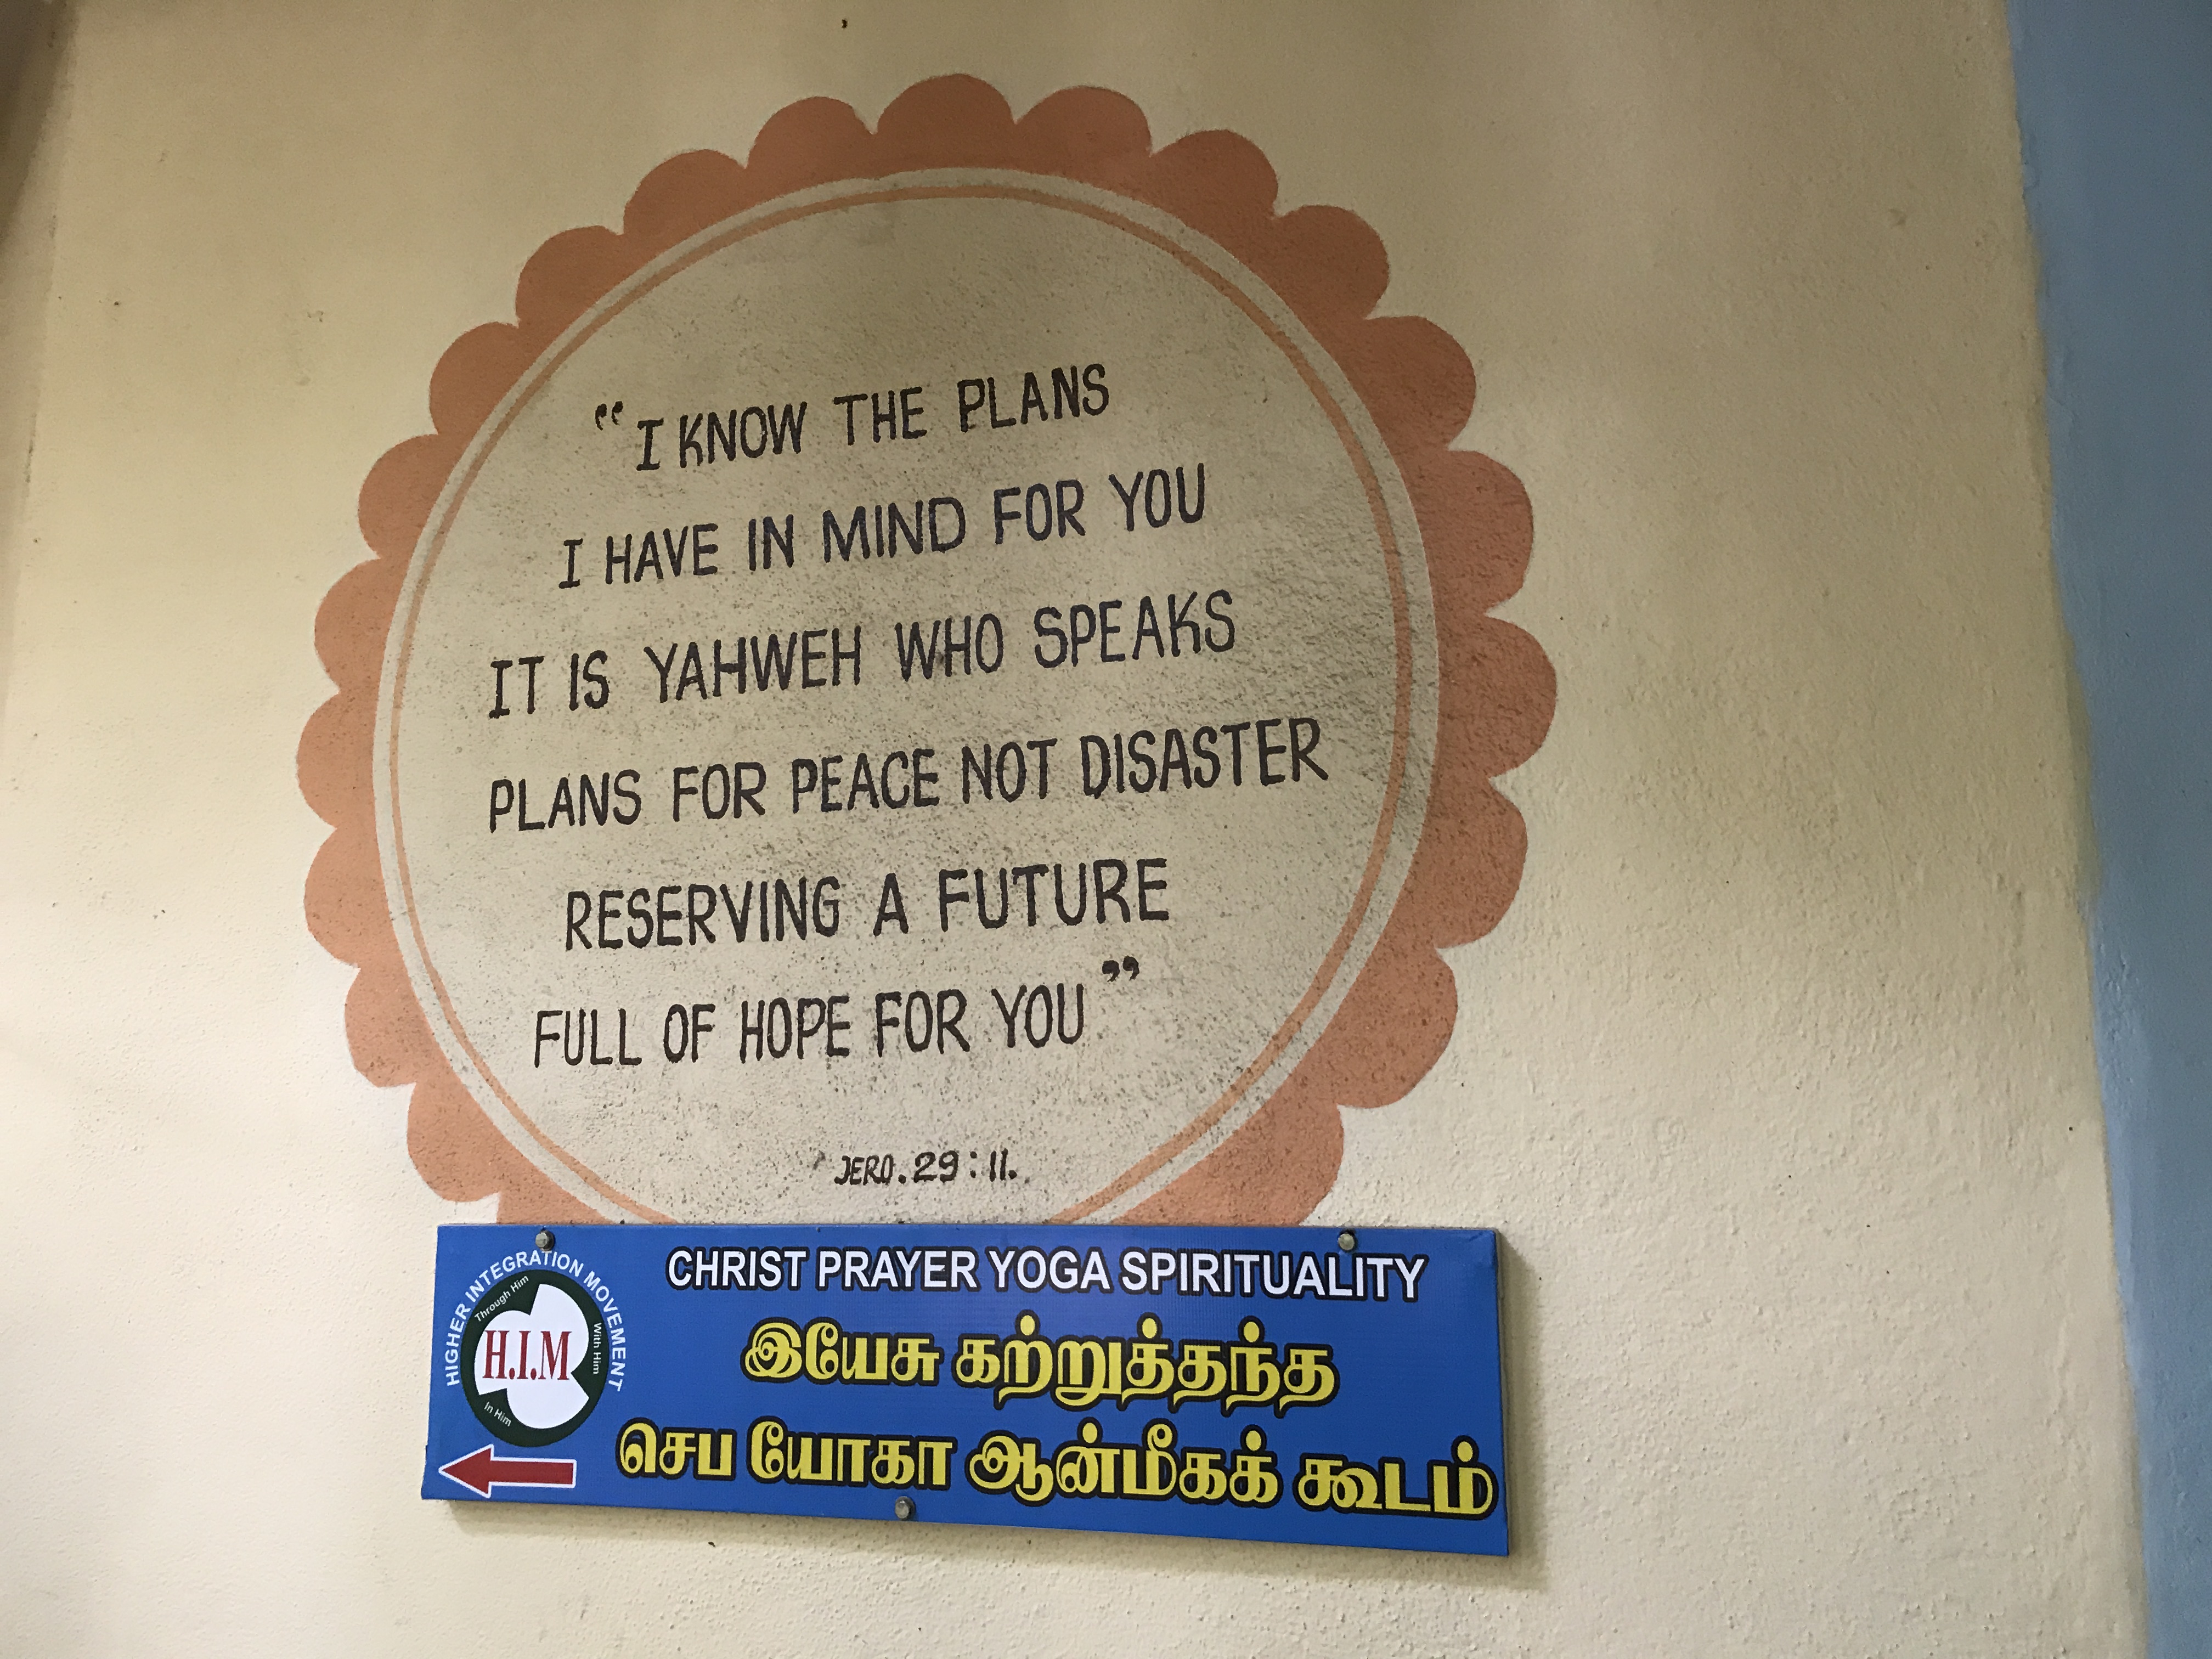 “I KNOW THE PLANS
I HAVE IN MIND FOR YOU
IT IS YAHWEH WHO SPEAKS
PLANS FOR PEACE NOT DISASTER
RESERVING A FUTURE
FULL OF HOPE FOR YOU”
JERO. 29:11.
HIGHER INTEGRATION MOVEMENT
Through Him
With Him
In Him
H.I.M
CHRIST PRAYER YOGA SPIRITUALITY
இயேசு கற்றுத்தந்த
செப யோகா ஆன்மீகக் கூடம்